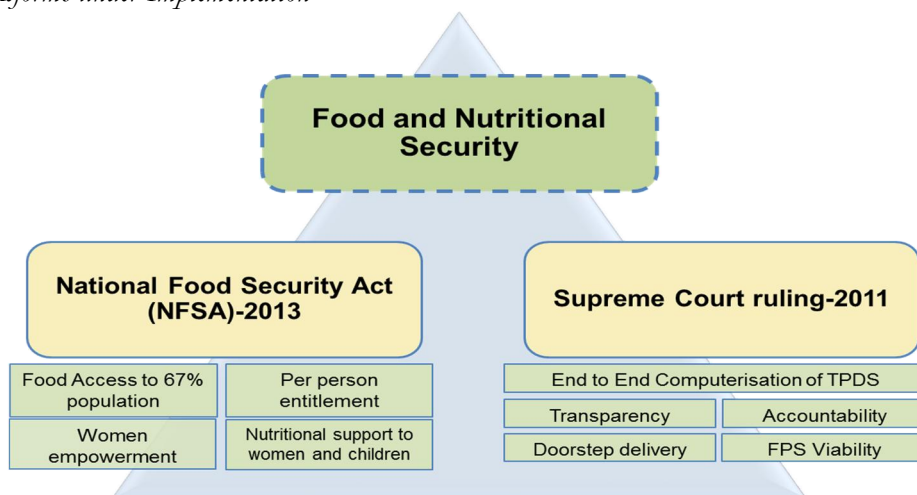 under Implementation
Food and Nutritional
Security
National Food Security Act
(NFSA)-2013
Supreme Court ruling-2011
Food Access to 67%
population
Per person
entitlement
Women
empowerment
Nutritional support to
women and children
End to End Computerisation of TPDS
Transparency
Accountability
Doorstep delivery
FPS Viability